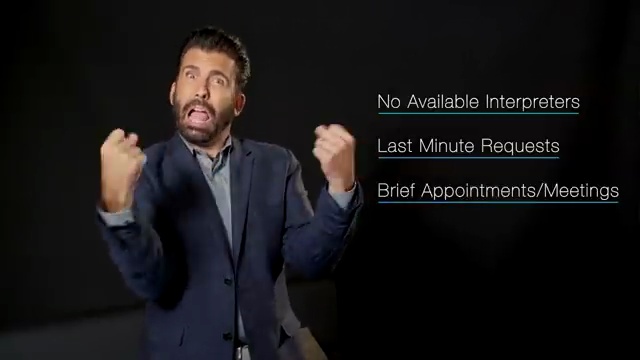 No Available Interpreters
Last Minute Requests
Brief Appointments/Meetings